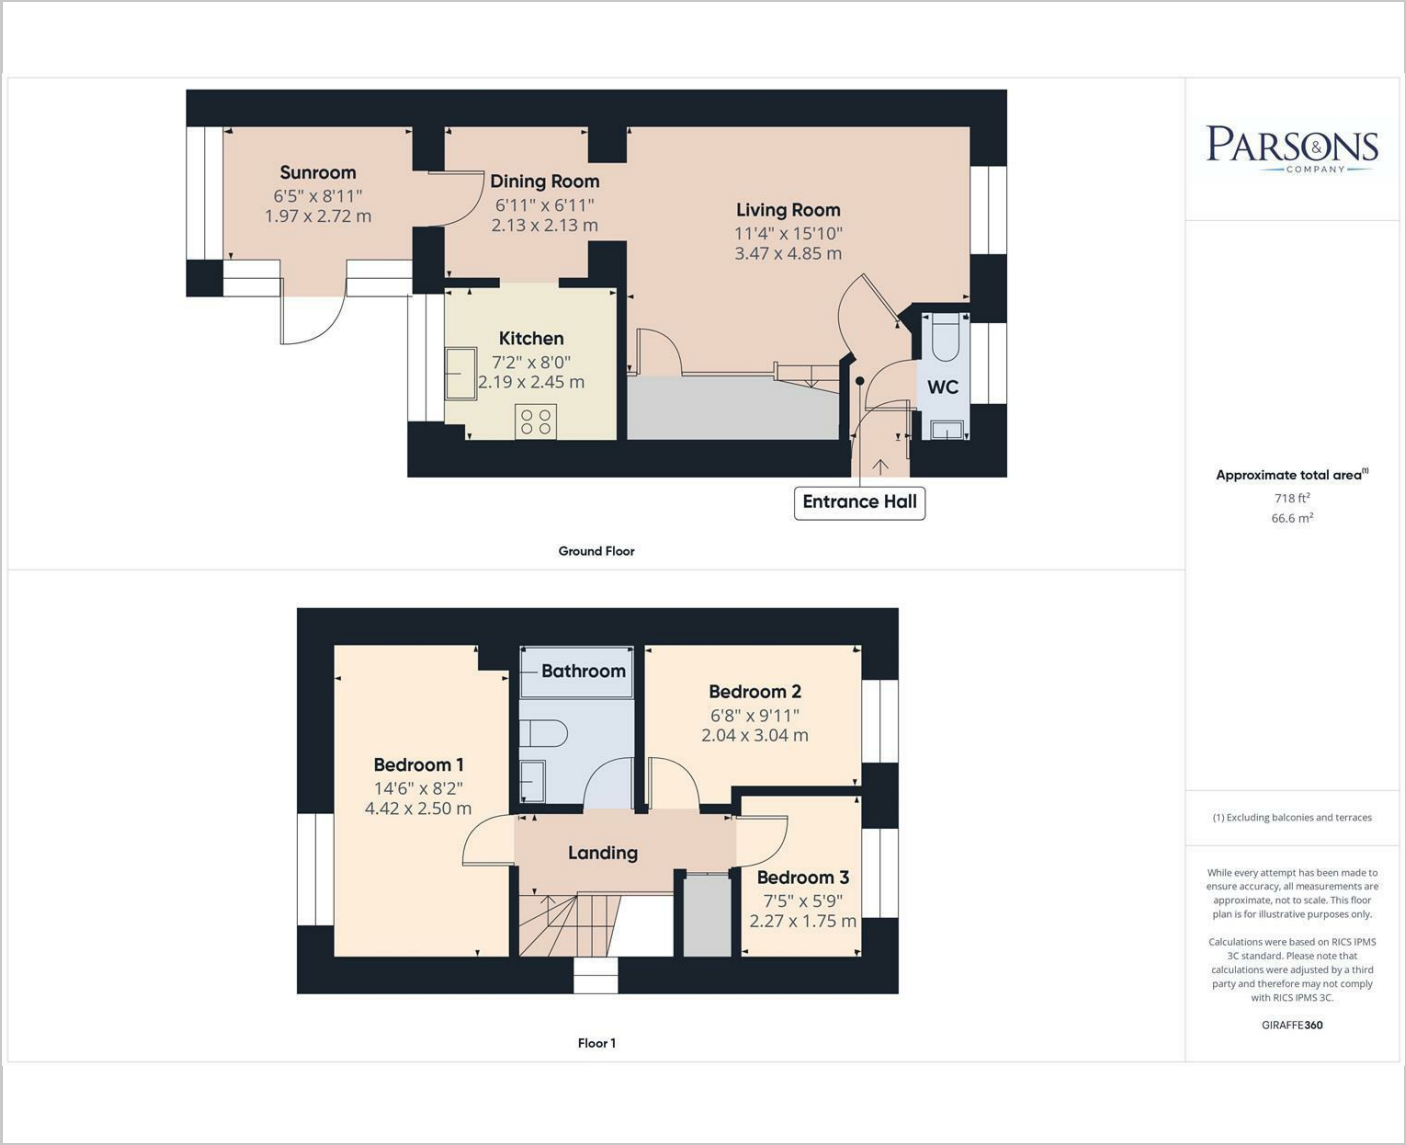 Sunroom
6'5" x 8'11"
1.97 x 2.72 m
Dining Room
6'11" x 6'11"
2.13 x 2.13 m
Living Room
11'4" x 15'10"
3.47 x 4.85 m
Kitchen
7'2" x 8'0"
2.19 x 2.45 m
WC
Entrance Hall
Ground Floor
Bathroom
Bedroom 2
6'8" x 9'11"
2.04 x 3.04 m
Bedroom 1
14'6" x 8'2"
4.42 x 2.50 m
Landing
Bedroom 3
7'5" x 5'9"
2.27 x 1.75 m
Floor 1
PARSONS
&
COMPANY
Approximate total area(1)
718 ft²
66.6 m²
(1) Excluding balconies and terraces
While every attempt has been made to
ensure accuracy, all measurements are
approximate, not to scale. This floor
plan is for illustrative purposes only.
Calculations were based on RICS IPMS
3C standard. Please note that
calculations were adjusted by a third
party and therefore may not comply
with RICS IPMS 3C.
GIRAFFE360